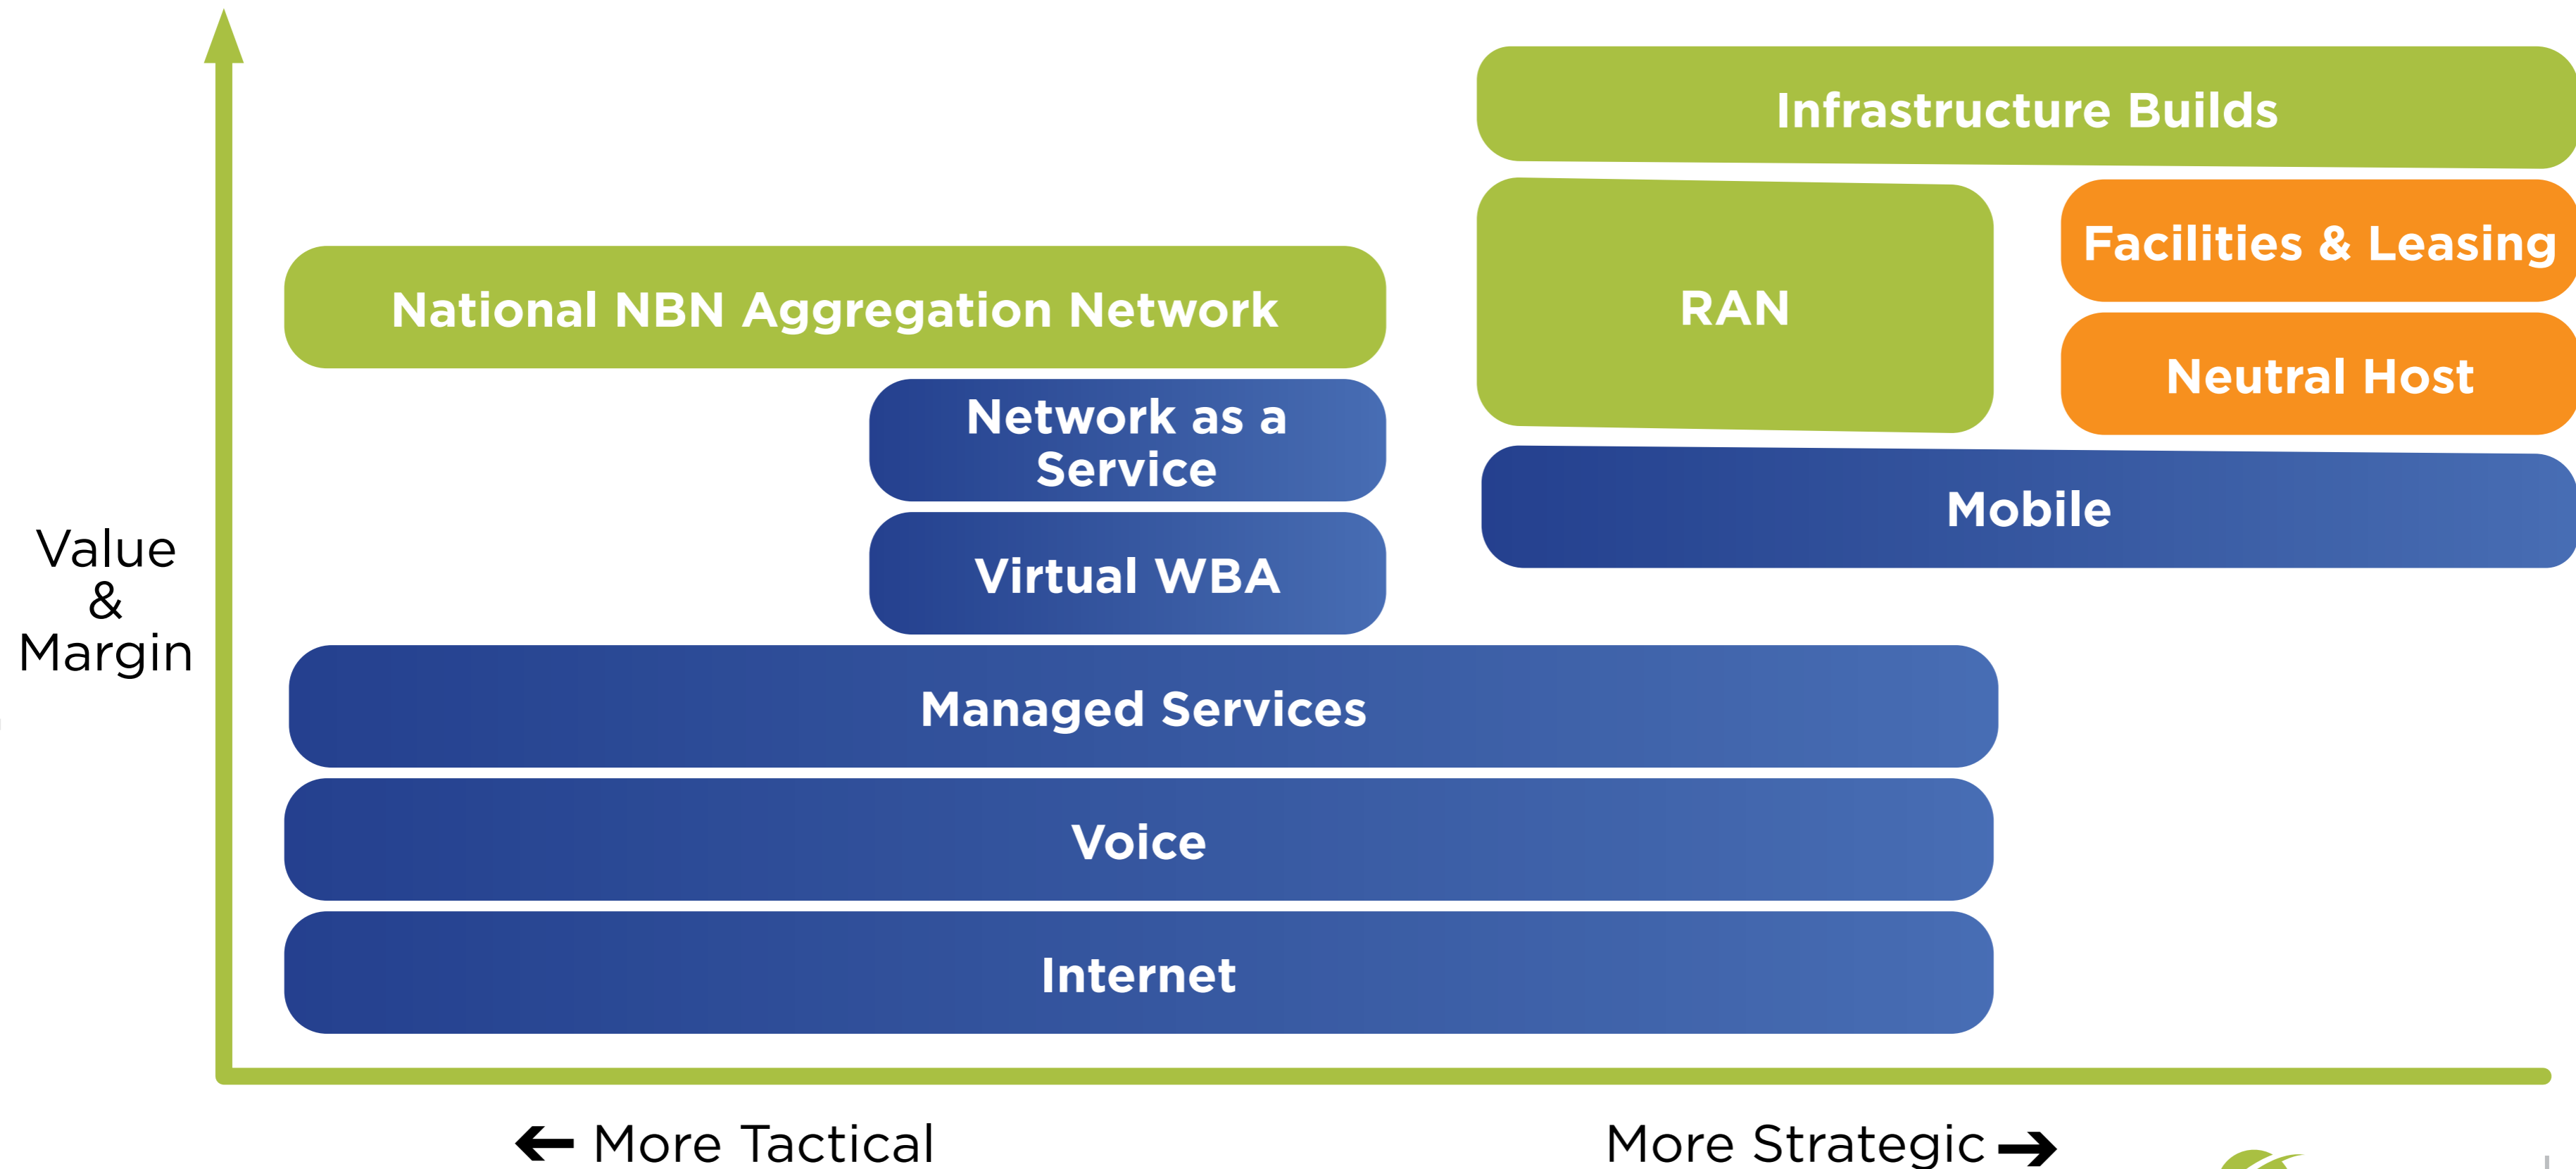 Infrastructure Builds
Facilities & Leasing
National NBN Aggregation Network
RAN
Neutral Host
Network as a
Service
Mobile
Virtual WBA
Value
&
Margin
Managed Services
Voice
Internet
← More Tactical
More Strategic →